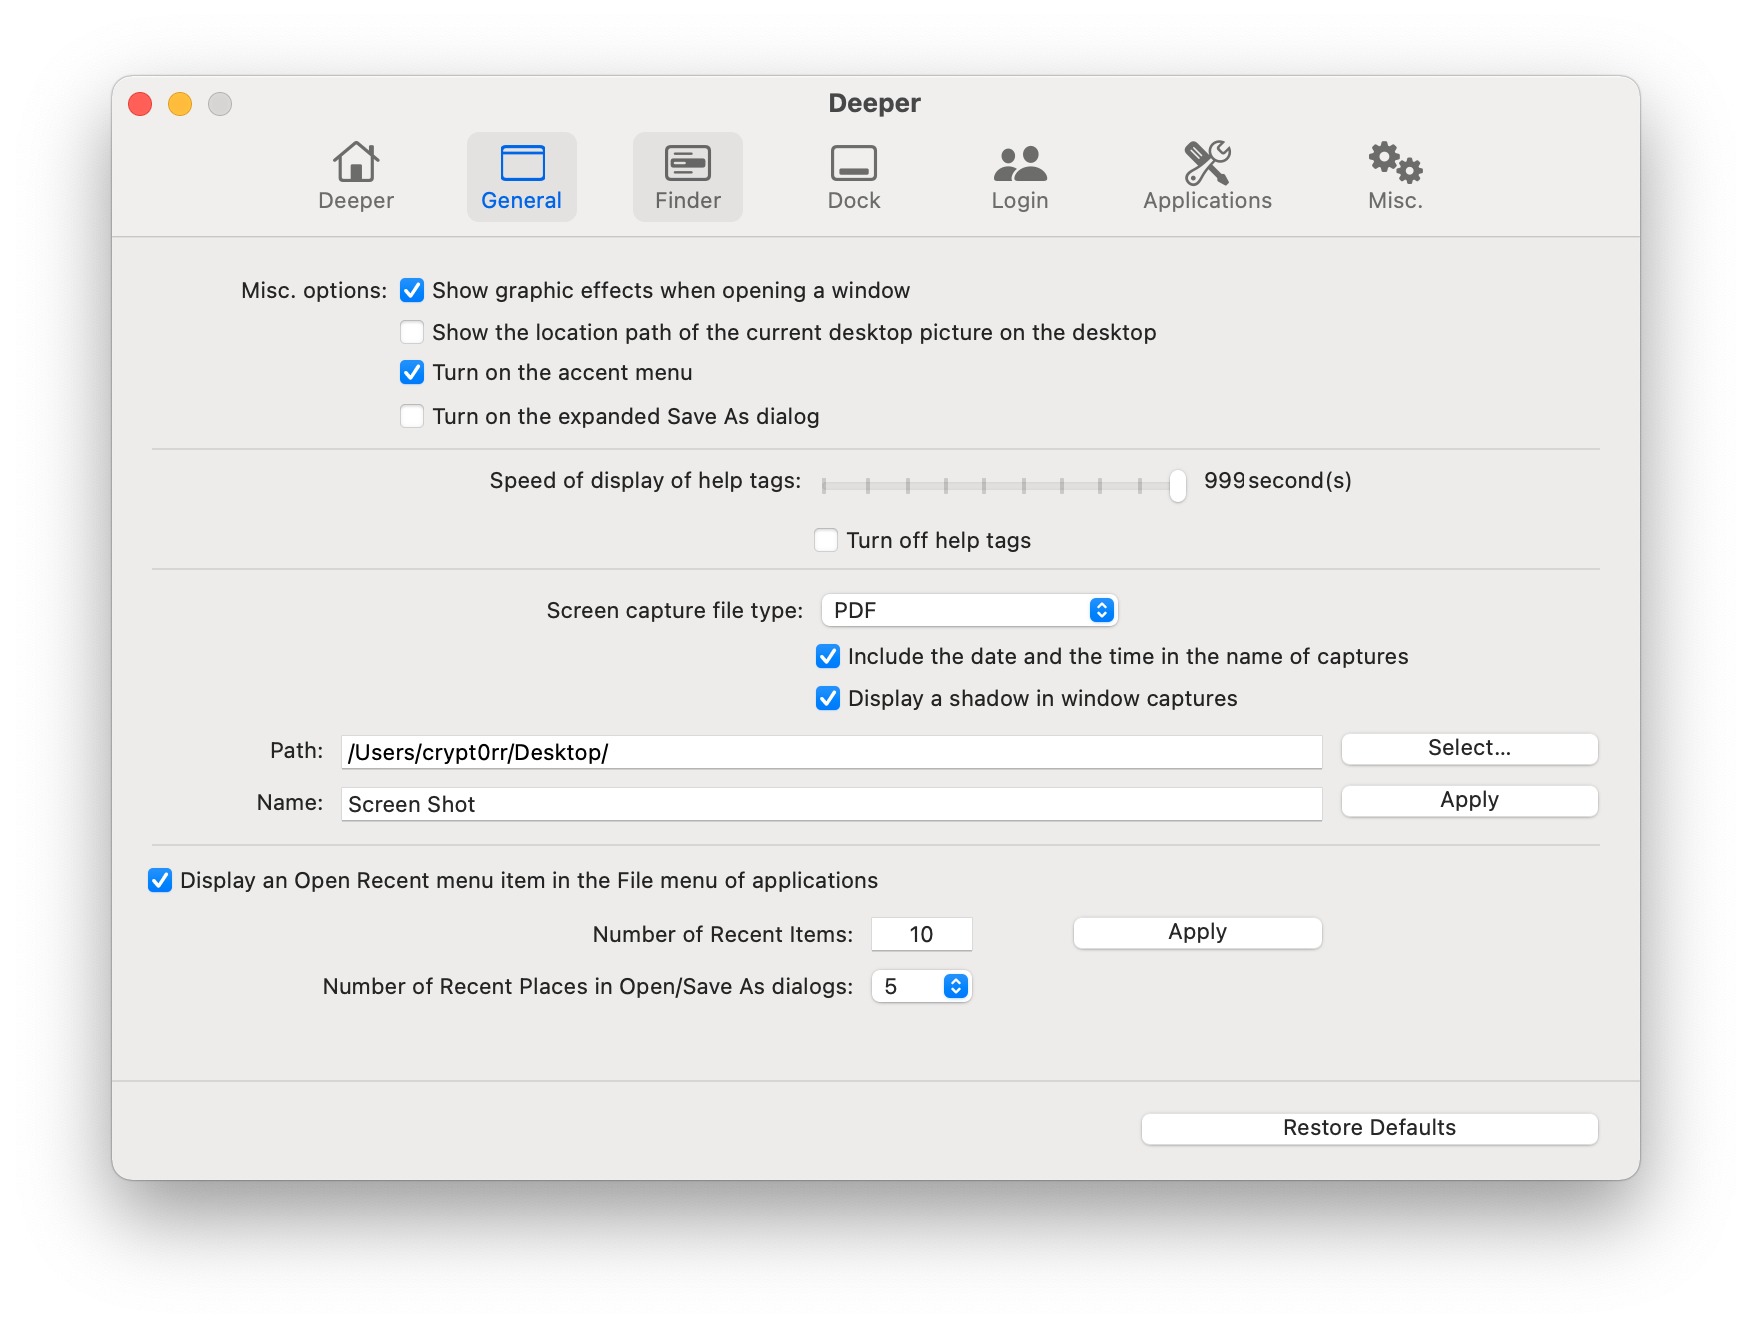 Deeper
Deeper General Finder Dock Login Applications Misc.
Misc. options: Show graphic effects when opening a window
Show the location path of the current desktop picture on the desktop
Turn on the accent menu
Turn on the expanded Save As dialog
Speed of display of help tags: 999 second(s)
Turn off help tags
Screen capture file type: PDF
Include the date and the time in the name of captures
Display a shadow in window captures
Path: /Users/crypt0rr/Desktop/ Select...
Name: Screen Shot Apply
Display an Open Recent menu item in the File menu of applications
Number of Recent Items: 10 Apply
Number of Recent Places in Open/Save As dialogs: 5
Restore Defaults